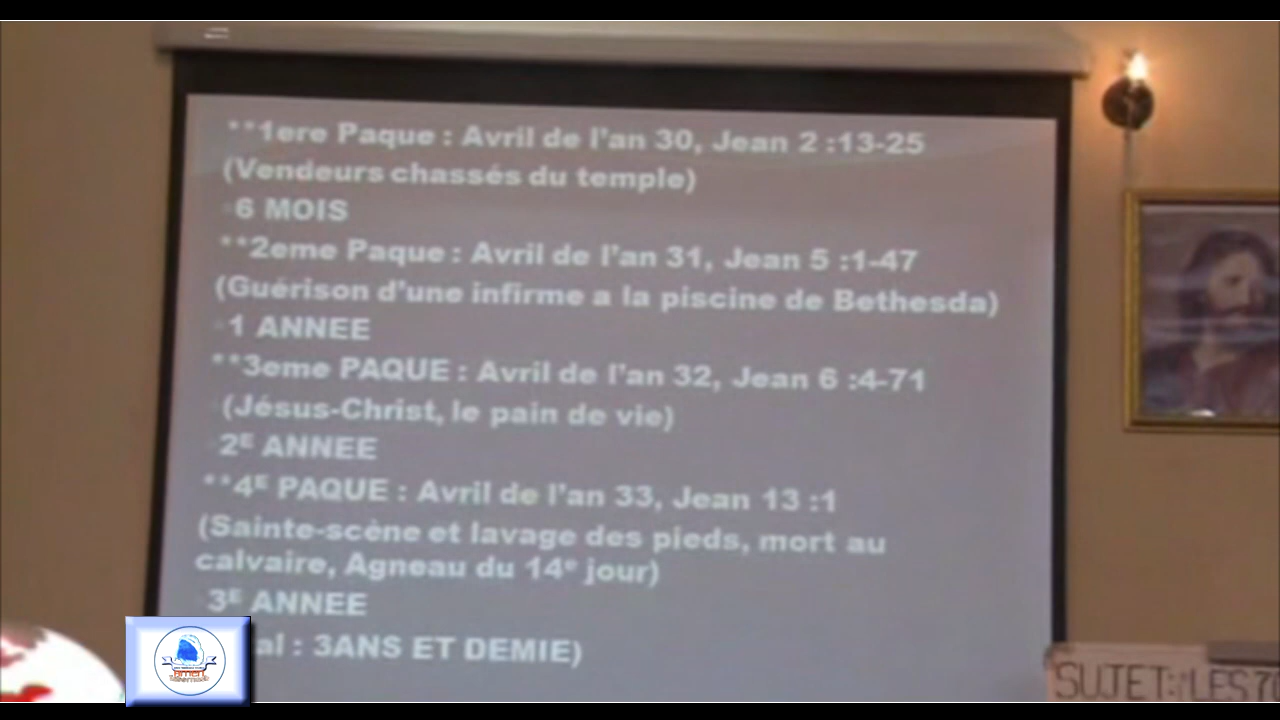 **1ere Paque : Avril de l'an 30, Jean 2 :13-25
(Vendeurs chassés du temple)
6 MOIS
**2eme Paque : Avril de l'an 31, Jean 5 :1-47
(Guérison d'une infirme a la piscine de Bethesda)
1 ANNEE
**3eme PAQUE : Avril de l'an 32, Jean 6 :4-71
(Jésus-Christ, le pain de vie)
2E ANNEE
**4E PAQUE : Avril de l'an 33, Jean 13 :1
(Sainte-scène et lavage des pieds, mort au
calvaire, Agneau du 14e jour)
3E ANNEE
al : 3ANS ET DEMIE)
SUJET: LES 70